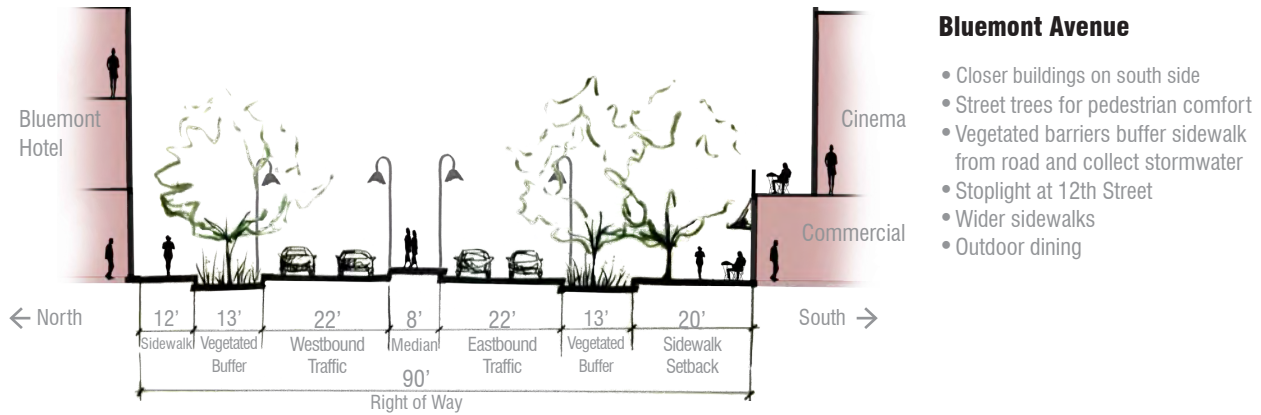 Bluemont Avenue
• Closer buildings on south side
• Street trees for pedestrian comfort
• Vegetated barriers buffer sidewalk
from road and collect stormwater
• Stoplight at 12th Street
• Wider sidewalks
• Outdoor dining
Bluemont
Hotel
Cinema
Commercial
← North
South →
12’
Sidewalk
13’
Vegetated
Buffer
22’
Westbound
Traffic
8’
Median
22’
Eastbound
Traffic
13’
Vegetated
Buffer
20’
Sidewalk
Setback
90’
Right of Way